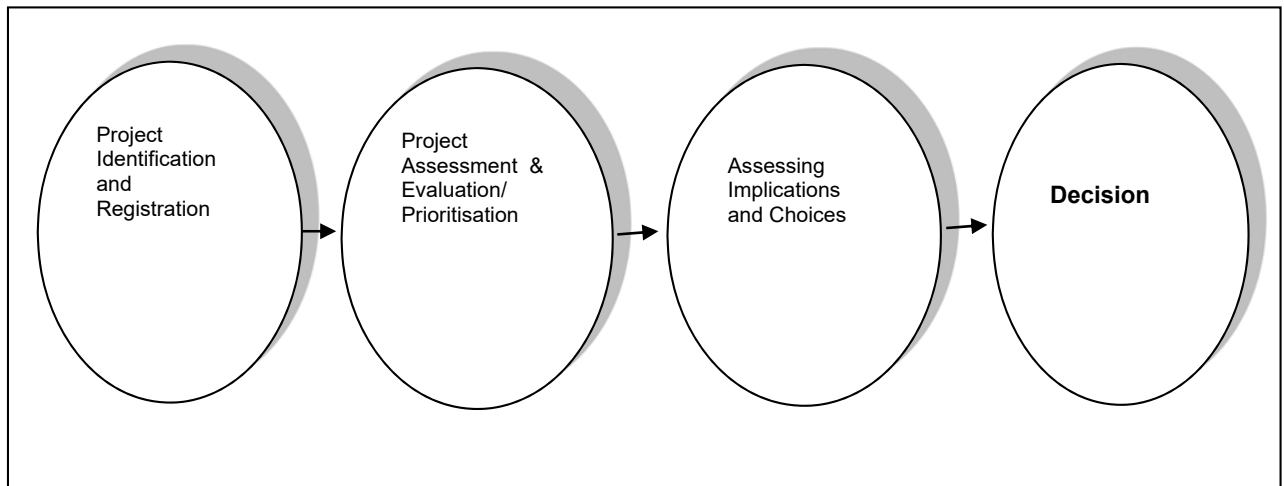 Project
Identification
and
Registration
Project
Assessment &
Evaluation/
Prioritisation
Assessing
Implications
and Choices
Decision